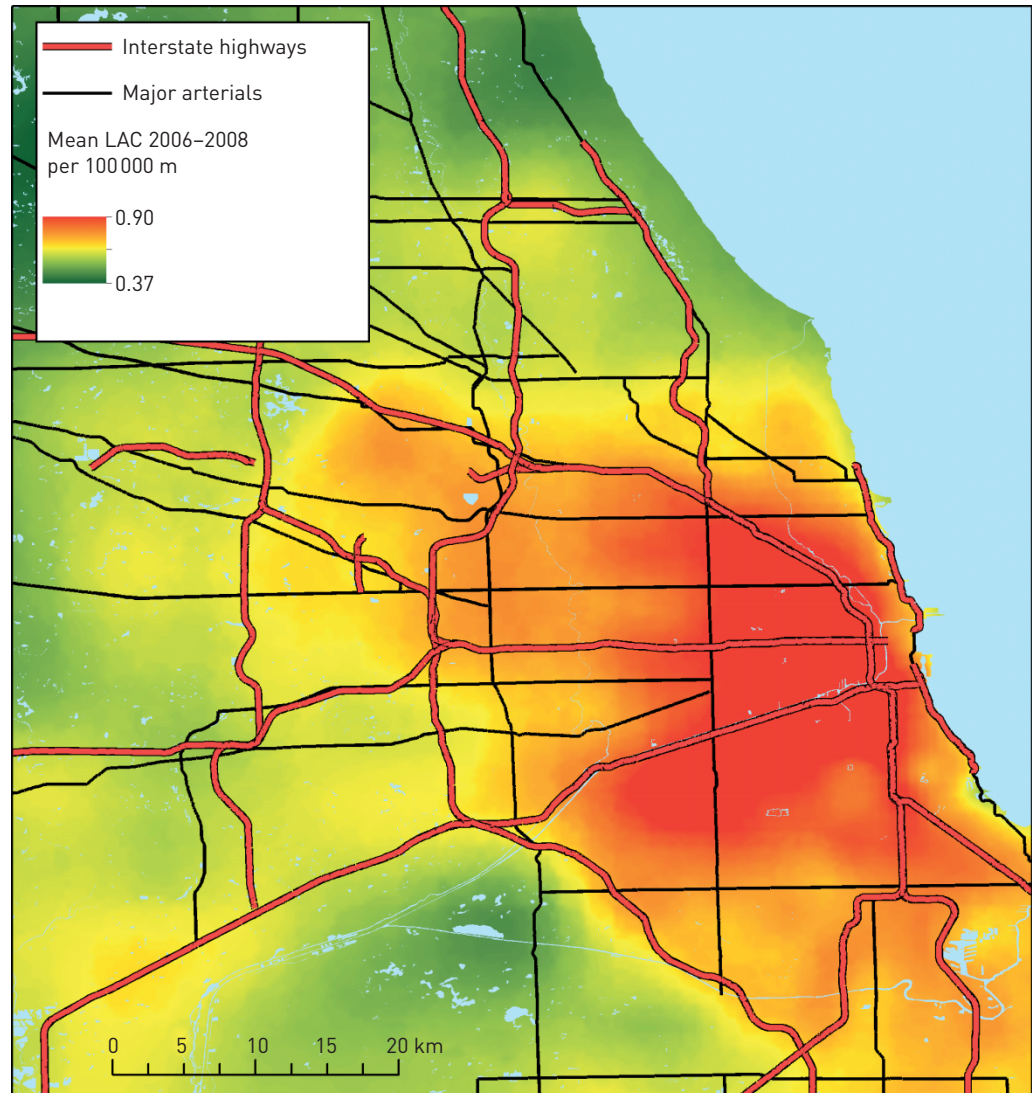 Interstate highways
Major arterials
Mean LAC 2006–2008
per 100 000 m
0.90
0.37
0 5 10 15 20 km